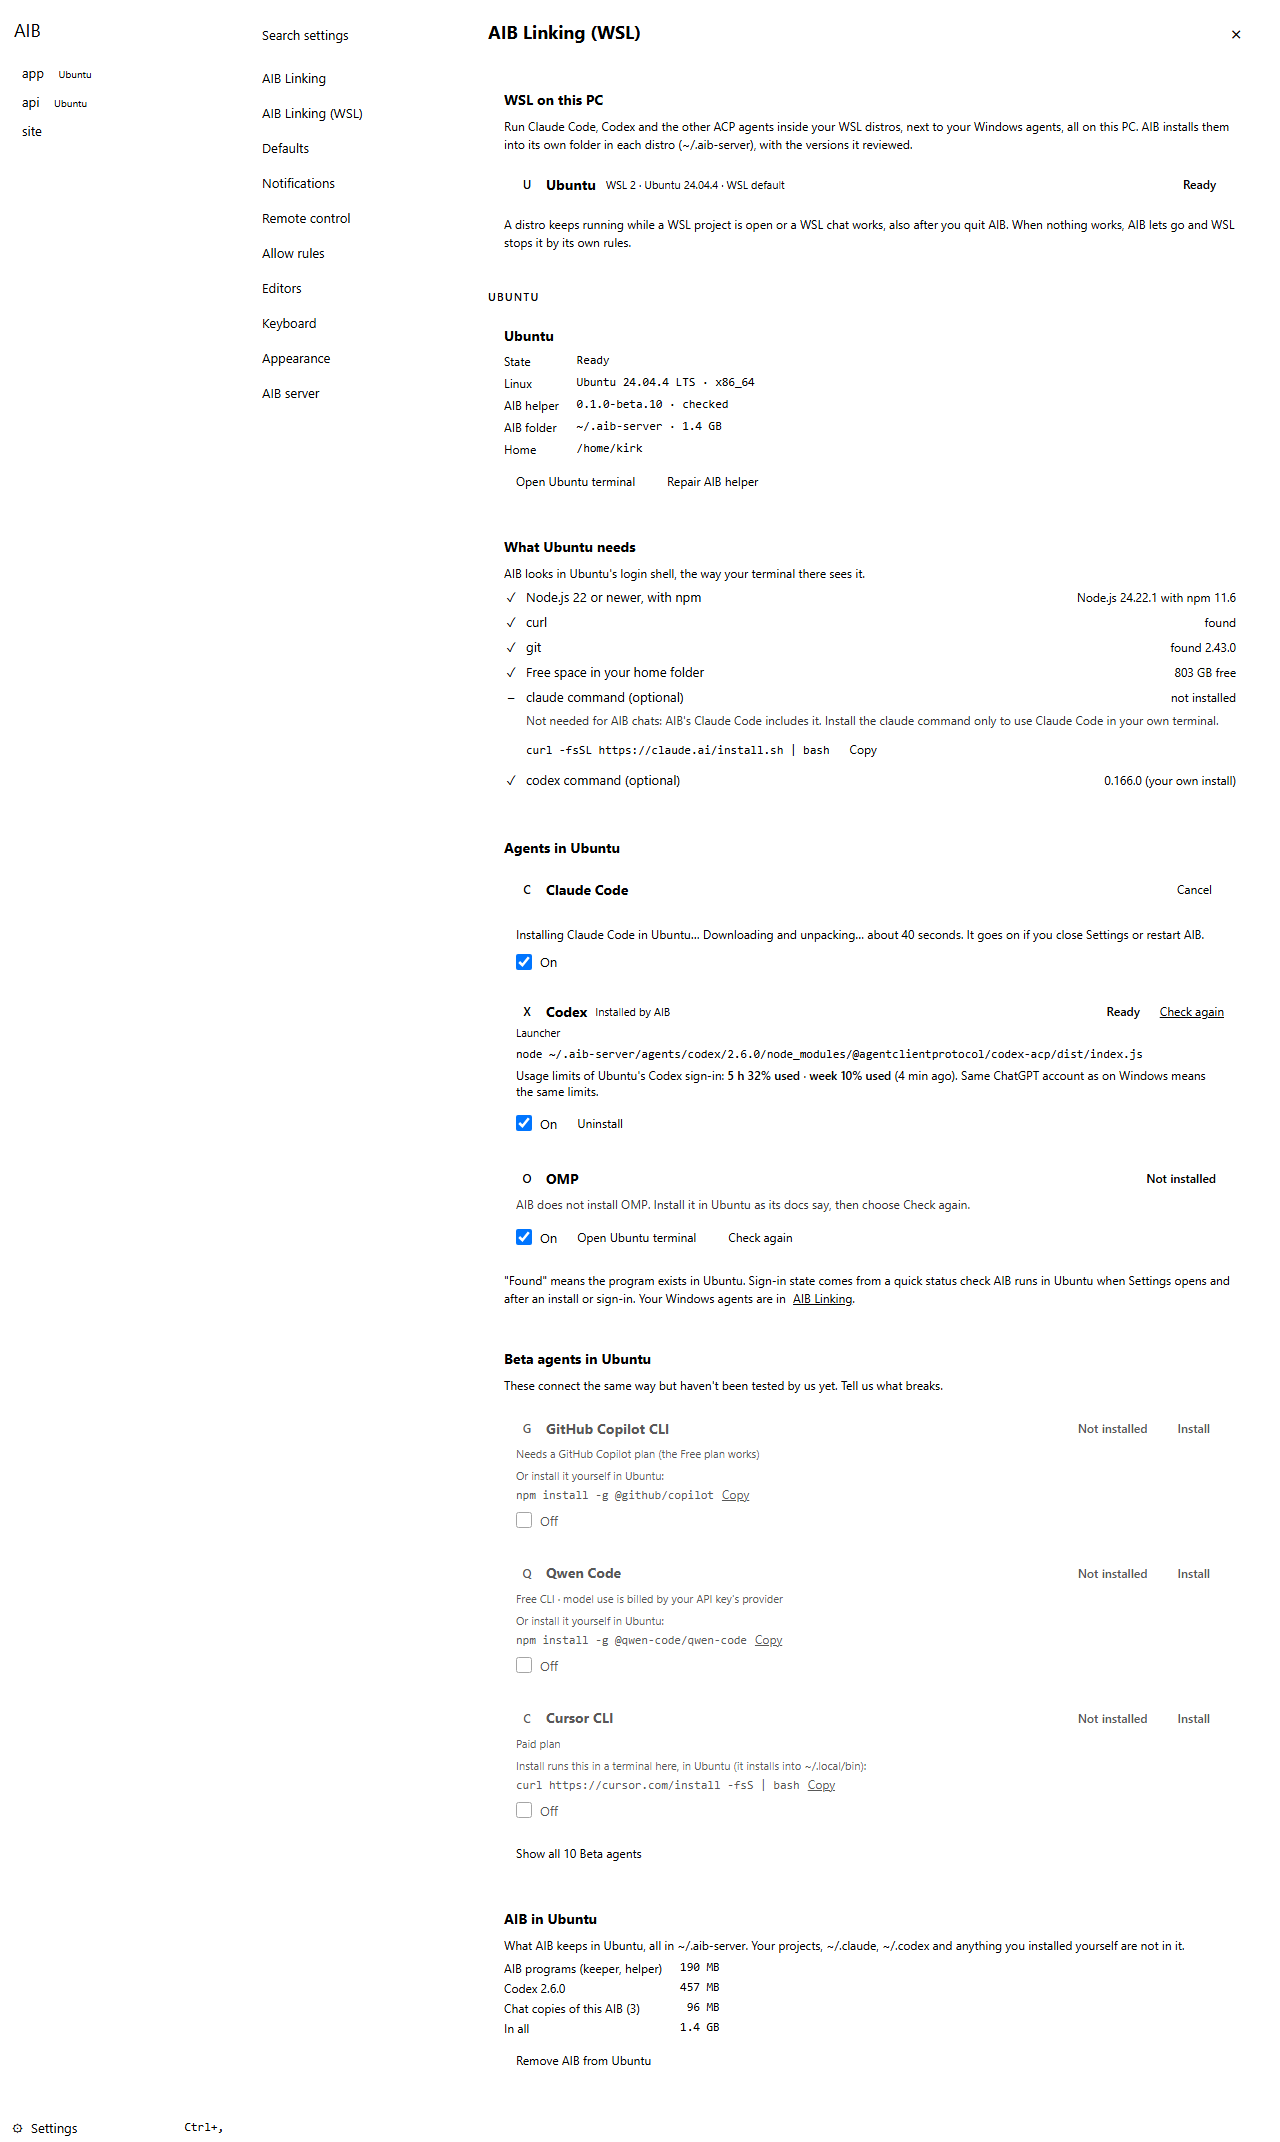 AIB
app Ubuntu
api Ubuntu
site
Search settings
AIB Linking
AIB Linking (WSL)
Defaults
Notifications
Remote control
Allow rules
Editors
Keyboard
Appearance
AIB server
AIB Linking (WSL)
×
WSL on this PC
Run Claude Code, Codex and the other ACP agents inside your WSL distros, next to your Windows agents, all on this PC. AIB installs them
into its own folder in each distro (~/.aib-server), with the versions it reviewed.
U Ubuntu WSL 2 · Ubuntu 24.04.4 · WSL default Ready
A distro keeps running while a WSL project is open or a WSL chat works, also after you quit AIB. When nothing works, AIB lets go and WSL
stops it by its own rules.
UBUNTU
Ubuntu
State Ready
Linux Ubuntu 24.04.4 LTS · x86_64
AIB helper 0.1.0-beta.10 · checked
AIB folder ~/.aib-server · 1.4 GB
Home /home/kirk
Open Ubuntu terminal Repair AIB helper
What Ubuntu needs
AIB looks in Ubuntu's login shell, the way your terminal there sees it.
✓ Node.js 22 or newer, with npm Node.js 24.22.1 with npm 11.6
✓ curl found
✓ git found 2.43.0
✓ Free space in your home folder 803 GB free
– claude command (optional) not installed
Not needed for AIB chats: AIB's Claude Code includes it. Install the claude command only to use Claude Code in your own terminal.
curl -fsSL https://claude.ai/install.sh | bash Copy
✓ codex command (optional) 0.166.0 (your own install)
Agents in Ubuntu
C Claude Code Cancel
Installing Claude Code in Ubuntu... Downloading and unpacking... about 40 seconds. It goes on if you close Settings or restart AIB.
On
X Codex Installed by AIB Ready Check again
Launcher
node ~/.aib-server/agents/codex/2.6.0/node_modules/@agentclientprotocol/codex-acp/dist/index.js
Usage limits of Ubuntu's Codex sign-in: 5 h 32% used · week 10% used (4 min ago). Same ChatGPT account as on Windows means
the same limits.
On Uninstall
O OMP Not installed
AIB does not install OMP. Install it in Ubuntu as its docs say, then choose Check again.
On Open Ubuntu terminal Check again
"Found" means the program exists in Ubuntu. Sign-in state comes from a quick status check AIB runs in Ubuntu when Settings opens and
after an install or sign-in. Your Windows agents are in AIB Linking.
Beta agents in Ubuntu
These connect the same way but haven't been tested by us yet. Tell us what breaks.
G GitHub Copilot CLI Not installed Install
Needs a GitHub Copilot plan (the Free plan works)
Or install it yourself in Ubuntu:
npm install -g @github/copilot Copy
Off
Q Qwen Code Not installed Install
Free CLI · model use is billed by your API key's provider
Or install it yourself in Ubuntu:
npm install -g @qwen-code/qwen-code Copy
Off
C Cursor CLI Not installed Install
Paid plan
Install runs this in a terminal here, in Ubuntu (it installs into ~/.local/bin):
curl https://cursor.com/install -fsS | bash Copy
Off
Show all 10 Beta agents
AIB in Ubuntu
What AIB keeps in Ubuntu, all in ~/.aib-server. Your projects, ~/.claude, ~/.codex and anything you installed yourself are not in it.
AIB programs (keeper, helper) 190 MB
Codex 2.6.0 457 MB
Chat copies of this AIB (3) 96 MB
In all 1.4 GB
Remove AIB from Ubuntu
⚙ Settings Ctrl+,